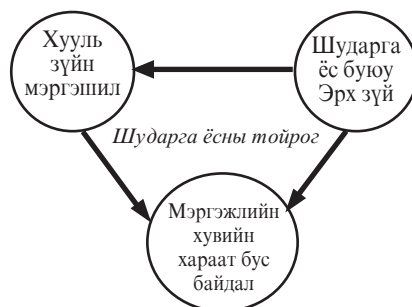 Хууль
зүйн
мэргэшил
Шударга
ёс буюу
Эрх зүй
Шударга ёсны тойрог
Мэргэжлийн
хувийн
хараат бус
байдал